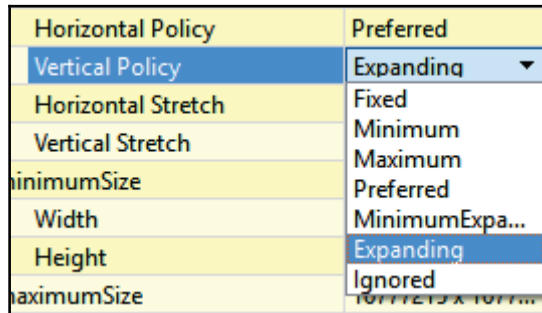 Horizontal Policy Preferred
Vertical Policy Expanding
Horizontal Stretch Fixed
Minimum
Vertical Stretch Maximum
inimumSize Preferred
Width MinimumExpa...
Height Expanding
Ignored
aximumSize